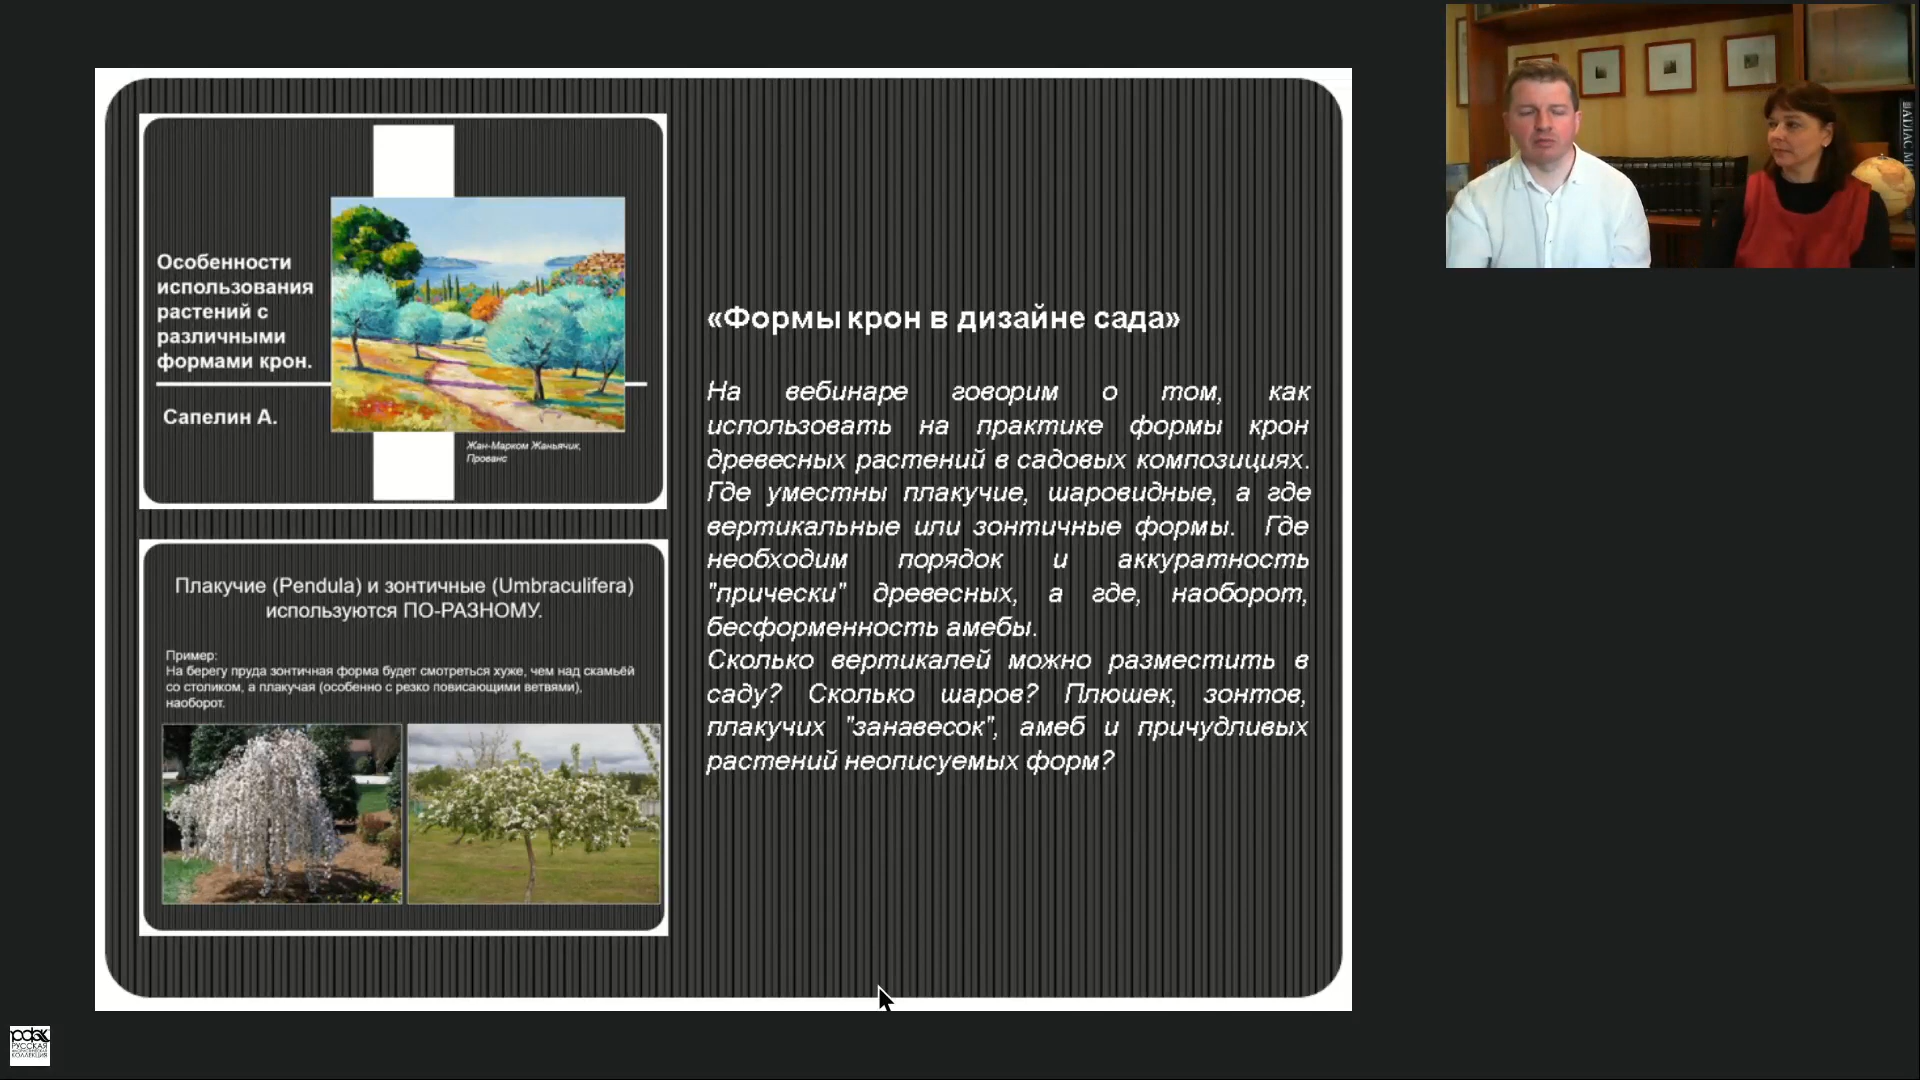 Особенности
использования
растений с
различными
формами крон.
Сапелин А.
Жан-Марком Жаньячик,
Прованс
Плакучие (Pendula) и зонтичные (Umbraculifera)
используются ПО-РАЗНОМУ.
Пример:
На берегу пруда зонтичная форма будет смотреться хуже, чем над скамьёй
со столиком, а плакучая (особенно с резко повисающими ветвями),
наоборот.
«Формы крон в дизайне сада»
На вебинаре говорим о том, как
использовать на практике формы крон
древесных растений в садовых композициях.
Где уместны плакучие, шаровидные, а где
вертикальные или зонтичные формы. Где
необходим порядок и аккуратность
"прически" древесных, а где, наоборот,
бесформенность амебы.
Сколько вертикалей можно разместить в
саду? Сколько шаров? Плюшек, зонтов,
плакучих "занавесок", амеб и причудливых
растений неописуемых форм?
АТЛАС
РУССКАЯ
КОЛЛЕКЦИЯ